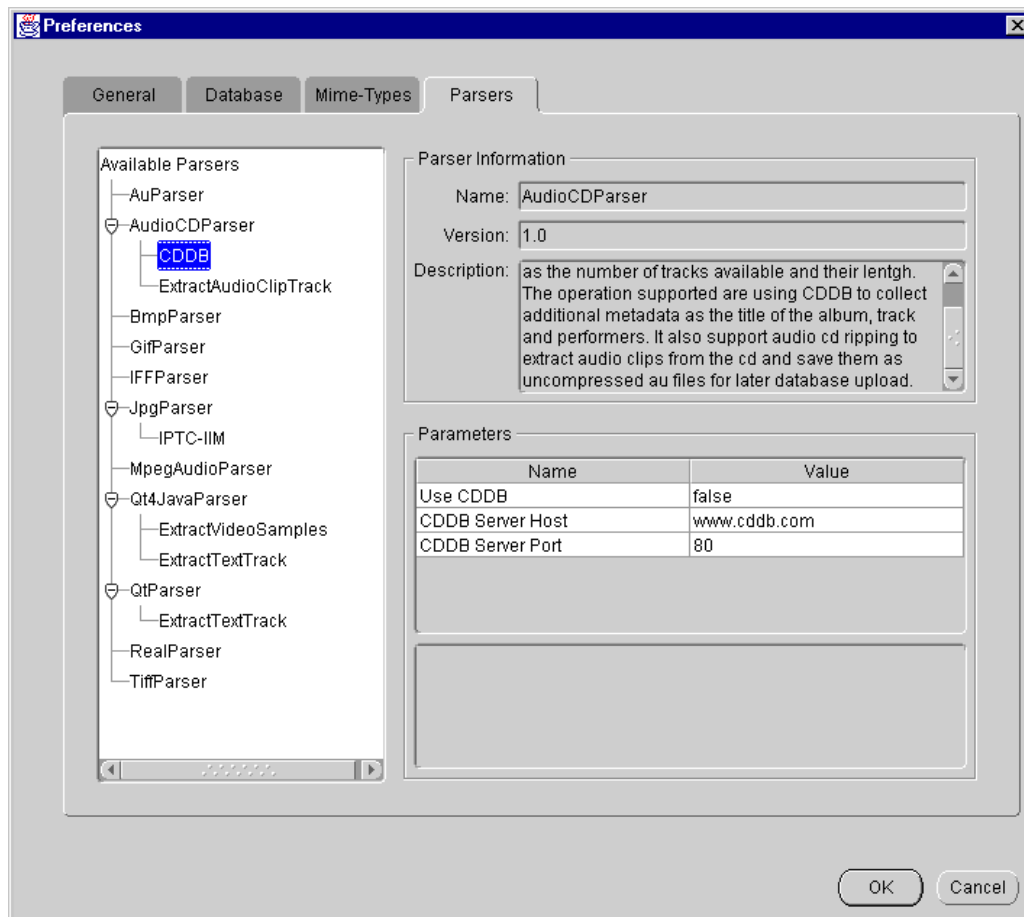 Preferences
General Database Mime-Types Parsers
Available Parsers
AuParser
AudioCDParser
CDDB
ExtractAudioClipTrack
BmpParser
GifParser
IFFParser
JpgParser
IPTC-IIM
MpegAudioParser
Qt4JavaParser
ExtractVideoSamples
ExtractTextTrack
QtParser
ExtractTextTrack
RealParser
TiffParser
Parser Information
Name: AudioCDParser
Version: 1.0
Description: as the number of tracks available and their lentgh.
The operation supported are using CDDB to collect
additional metadata as the title of the album, track
and performers. It also support audio cd ripping to
extract audio clips from the cd and save them as
uncompressed au files for later database upload.
Parameters
Name Value
Use CDDB false
CDDB Server Host www.cddb.com
CDDB Server Port 80
OK Cancel